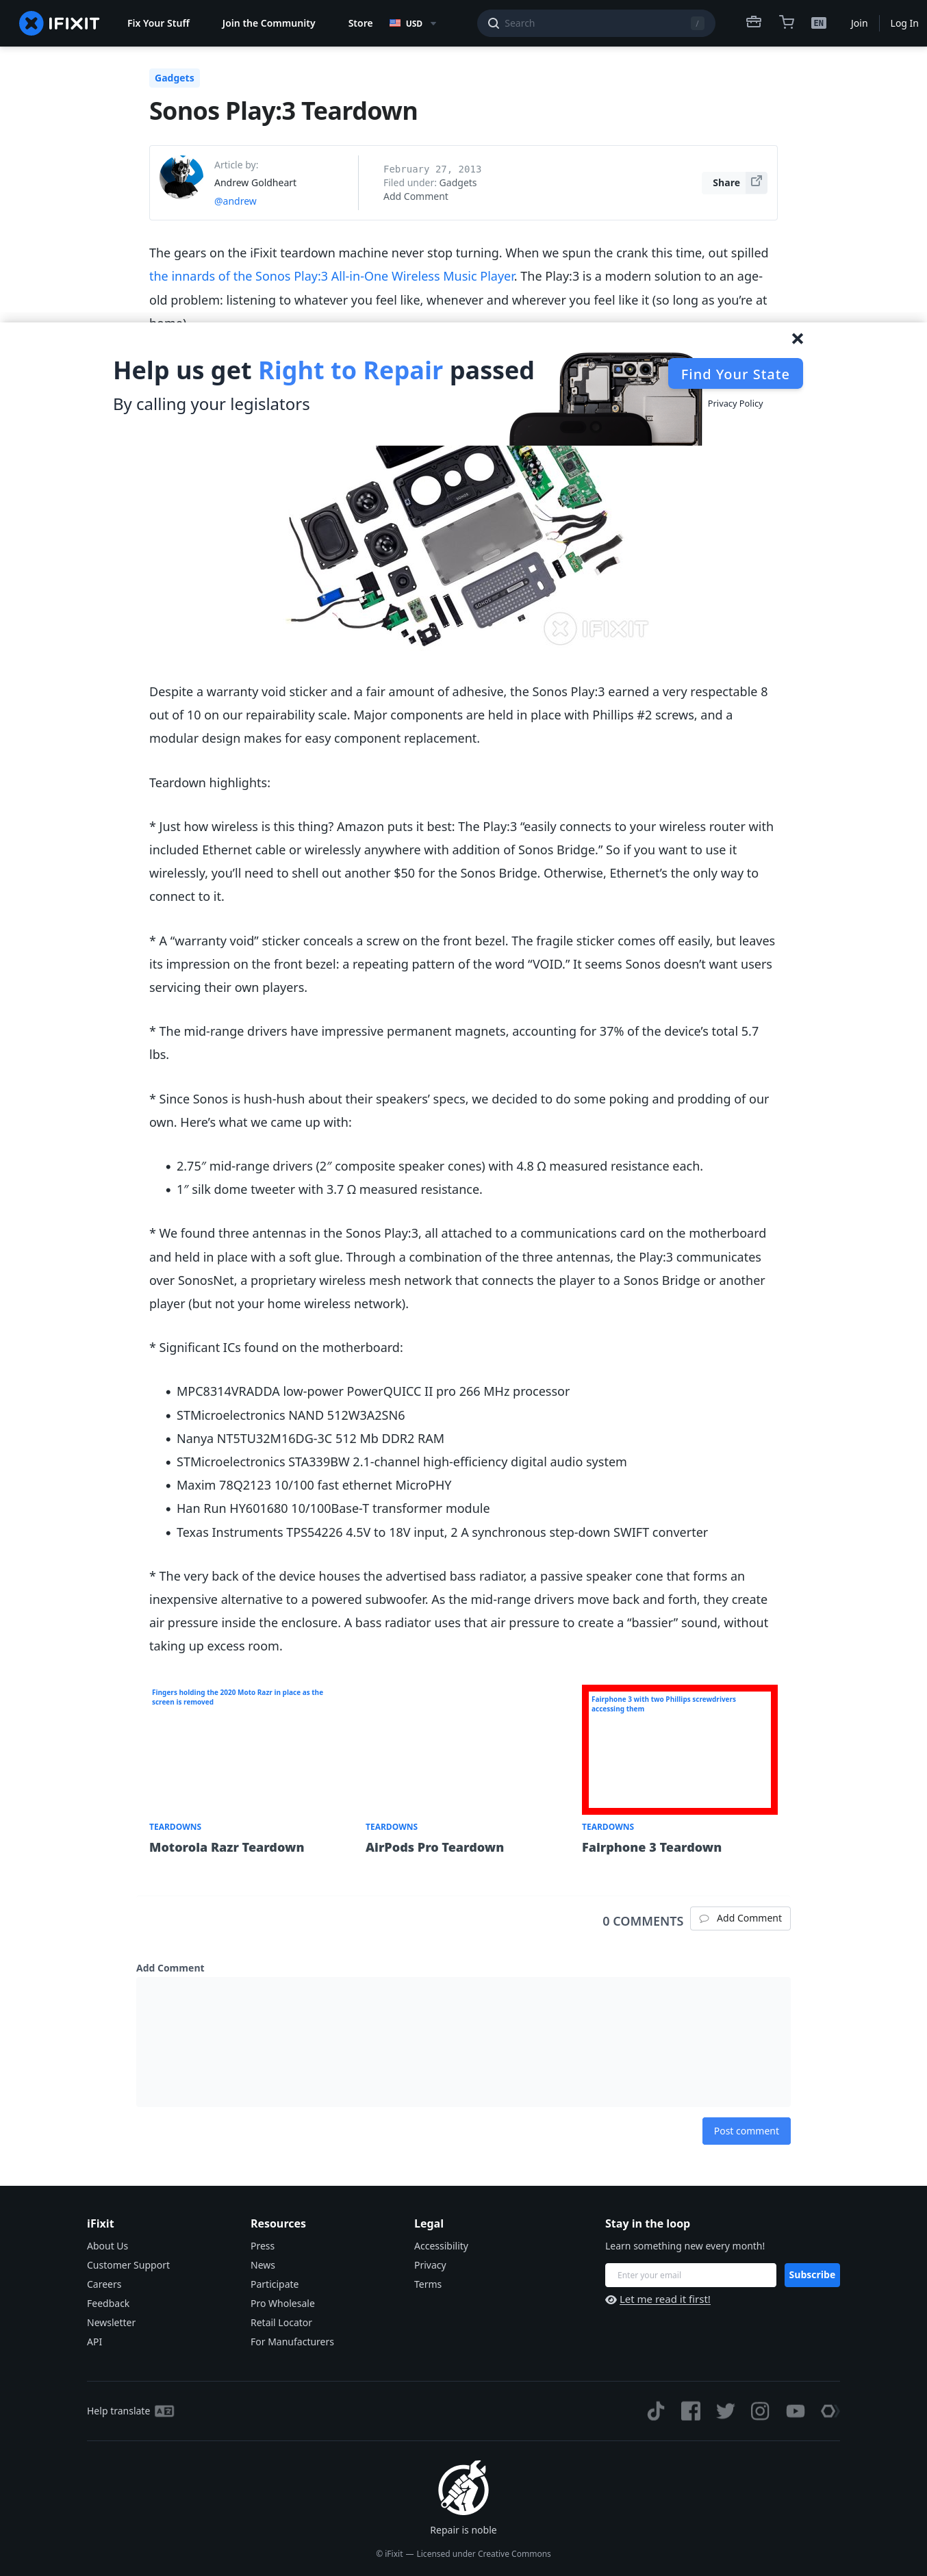 IFIXIT
Fix Your Stuff
Join the Community
Store
USD
Search
/
EN
Join
Log In
Gadgets
Sonos Play:3 Teardown
Article by:
Andrew Goldheart
@andrew
February 27, 2013
Filed under: Gadgets
Add Comment
Share
The gears on the iFixit teardown machine never stop turning. When we spun the crank this time, out spilled
the innards of the Sonos Play:3 All-in-One Wireless Music Player. The Play:3 is a modern solution to an age-
old problem: listening to whatever you feel like, whenever and wherever you feel like it (so long as you’re at
home).
Help us get Right to Repair passed
By calling your legislators
Find Your State
Privacy Policy
IFIXIT
Despite a warranty void sticker and a fair amount of adhesive, the Sonos Play:3 earned a very respectable 8
out of 10 on our repairability scale. Major components are held in place with Phillips #2 screws, and a
modular design makes for easy component replacement.
Teardown highlights:
* Just how wireless is this thing? Amazon puts it best: The Play:3 “easily connects to your wireless router with
included Ethernet cable or wirelessly anywhere with addition of Sonos Bridge.” So if you want to use it
wirelessly, you’ll need to shell out another $50 for the Sonos Bridge. Otherwise, Ethernet’s the only way to
connect to it.
* A “warranty void” sticker conceals a screw on the front bezel. The fragile sticker comes off easily, but leaves
its impression on the front bezel: a repeating pattern of the word “VOID.” It seems Sonos doesn’t want users
servicing their own players.
* The mid-range drivers have impressive permanent magnets, accounting for 37% of the device’s total 5.7
lbs.
* Since Sonos is hush-hush about their speakers’ specs, we decided to do some poking and prodding of our
own. Here’s what we came up with:
• 2.75″ mid-range drivers (2″ composite speaker cones) with 4.8 Ω measured resistance each.
• 1″ silk dome tweeter with 3.7 Ω measured resistance.
* We found three antennas in the Sonos Play:3, all attached to a communications card on the motherboard
and held in place with a soft glue. Through a combination of the three antennas, the Play:3 communicates
over SonosNet, a proprietary wireless mesh network that connects the player to a Sonos Bridge or another
player (but not your home wireless network).
* Significant ICs found on the motherboard:
• MPC8314VRADDA low-power PowerQUICC II pro 266 MHz processor
• STMicroelectronics NAND 512W3A2SN6
• Nanya NT5TU32M16DG-3C 512 Mb DDR2 RAM
• STMicroelectronics STA339BW 2.1-channel high-efficiency digital audio system
• Maxim 78Q2123 10/100 fast ethernet MicroPHY
• Han Run HY601680 10/100Base-T transformer module
• Texas Instruments TPS54226 4.5V to 18V input, 2 A synchronous step-down SWIFT converter
* The very back of the device houses the advertised bass radiator, a passive speaker cone that forms an
inexpensive alternative to a powered subwoofer. As the mid-range drivers move back and forth, they create
air pressure inside the enclosure. A bass radiator uses that air pressure to create a “bassier” sound, without
taking up excess room.
Fingers holding the 2020 Moto Razr in place as the
screen is removed
TEARDOWNS
Motorola Razr Teardown
TEARDOWNS
AirPods Pro Teardown
Fairphone 3 with two Phillips screwdrivers
accessing them
TEARDOWNS
Fairphone 3 Teardown
0 COMMENTS
Add Comment
Add Comment
Post comment
iFixit
About Us
Customer Support
Careers
Feedback
Newsletter
API
Resources
Press
News
Participate
Pro Wholesale
Retail Locator
For Manufacturers
Legal
Accessibility
Privacy
Terms
Stay in the loop
Learn something new every month!
Enter your email
Subscribe
Let me read it first!
Help translate
Repair is noble
© iFixit — Licensed under Creative Commons